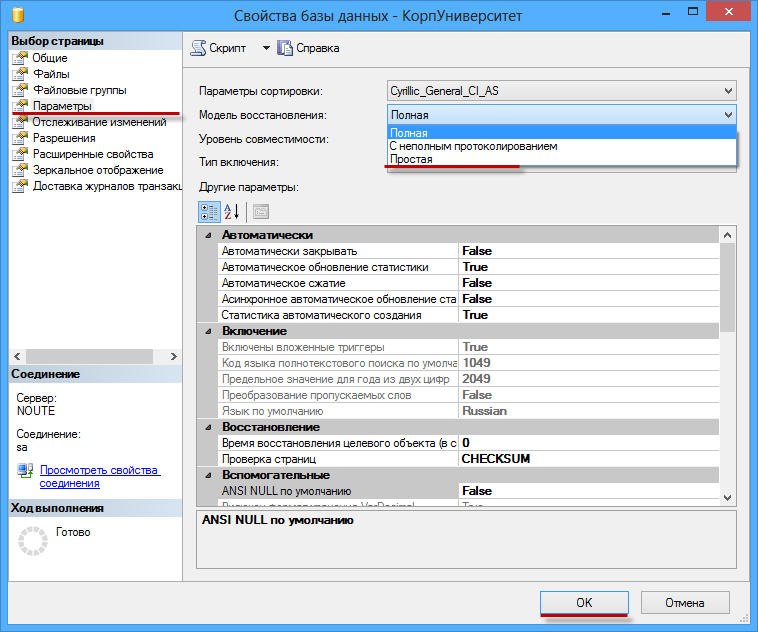 Свойства базы данных - КорпУниверситет
Выбор страницы
Общие
Файлы
Файловые группы
Параметры
Отслеживание изменений
Разрешения
Расширенные свойства
Зеркальное отображение
Доставка журналов транзакц
Скрипт
Справка
Параметры сортировки:
Cyrillic_General_CI_AS
Модель восстановления:
Полная
Уровень совместимости:
Полная
С неполным протоколированием
Тип включения:
Простая
Другие параметры:
Автоматически
Автоматически закрывать False
Автоматическое обновление статистики True
Автоматическое сжатие False
Асинхронное автоматическое обновление ста False
Статистика автоматического создания True
Включение
Включены вложенные триггеры True
Код языка полнотекстового поиска по умолча 1049
Предельное значение для года из двух цифр 2049
Преобразование пропускаемых слов False
Язык по умолчанию Russian
Восстановление
Время восстановления целевого объекта (в с 0
Проверка страниц CHECKSUM
Вспомогательные
ANSI NULL по умолчанию False
ANSI NULL по умолчанию
Соединение
Сервер:
NOUTE
Соединение:
sa
Просмотреть свойства
соединения
Ход выполнения
Готово
OK
Отмена